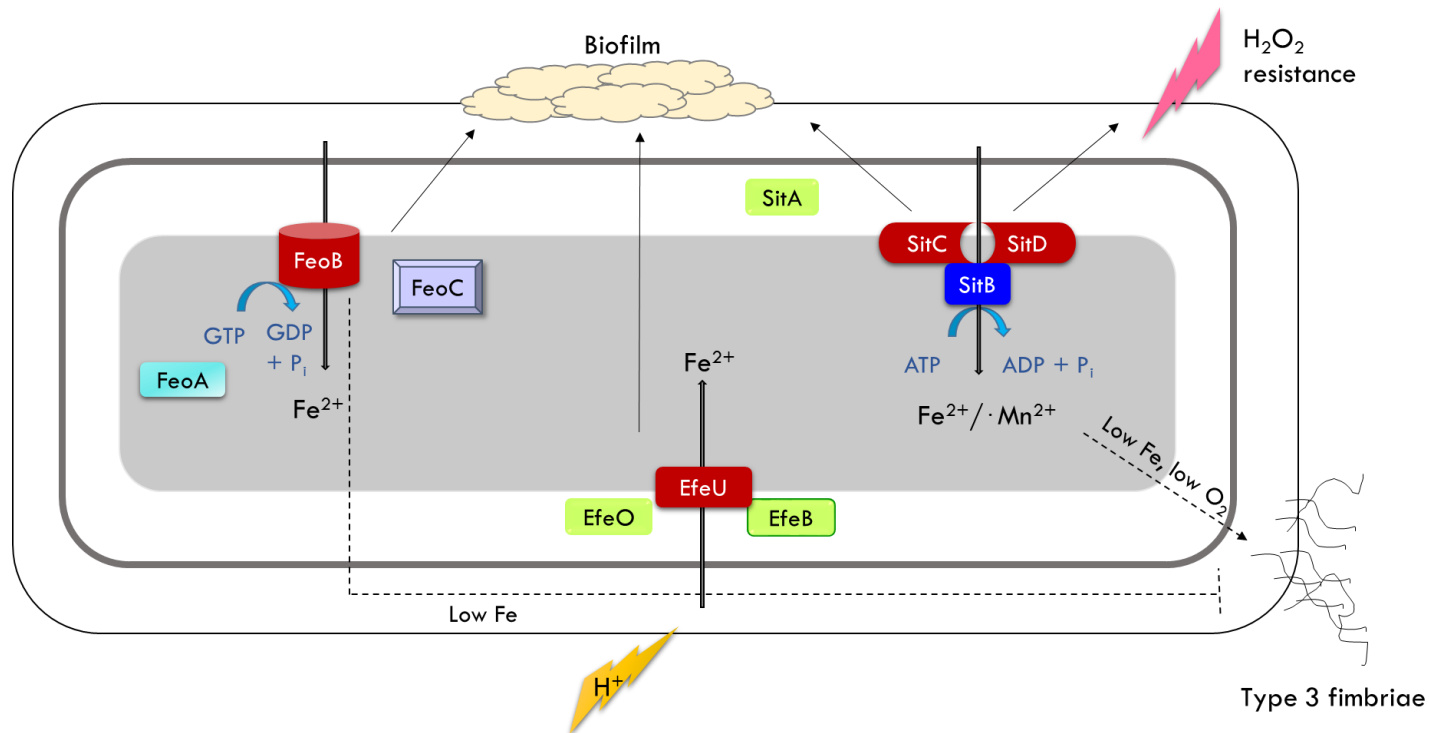 Biofilm
H₂O₂
resistance
SitA
FeoB
SitC
SitD
FeoC
SitB
GTP
GDP
+ Pᵢ
FeoA
Fe²⁺
Fe²⁺
ATP
ADP + Pᵢ
Fe²⁺/·Mn²⁺
Low Fe, low O₂
EfeU
EfeO
EfeB
Low Fe
H⁺
Type 3 fimbriae